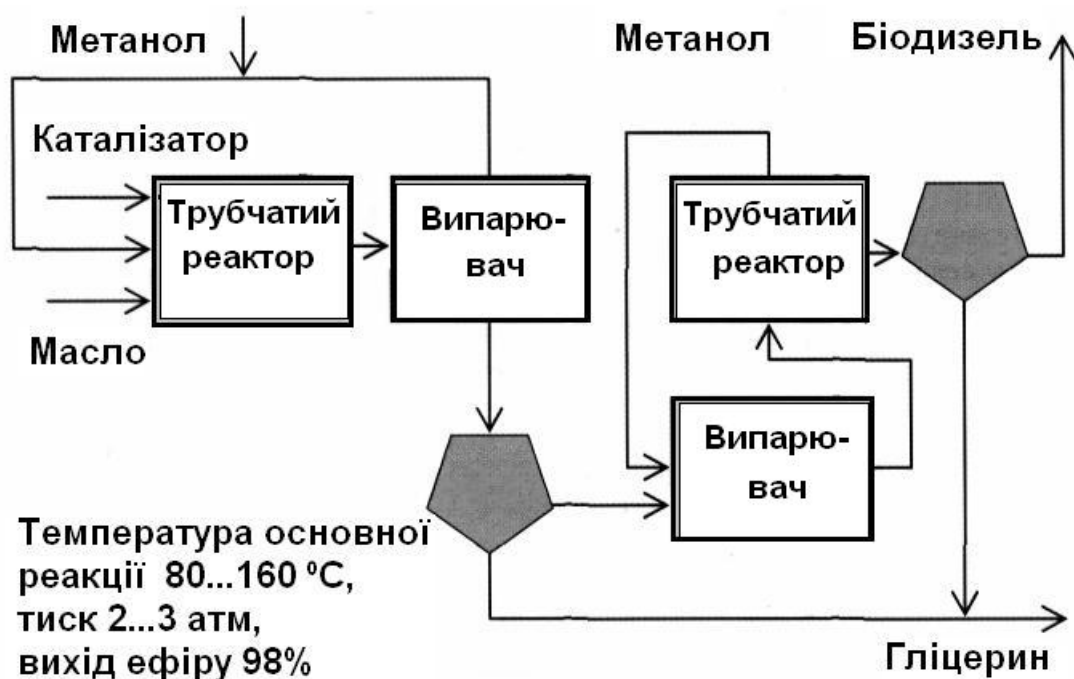 Метанол
Метанол
Біодизель
Каталізатор
Трубчатий
реактор
Випарю-
вач
Трубчатий
реактор
Масло
Випарю-
вач
Температура основної
реакції 80...160 ºС,
тиск 2...3 атм,
вихід ефіру 98%
Гліцерин